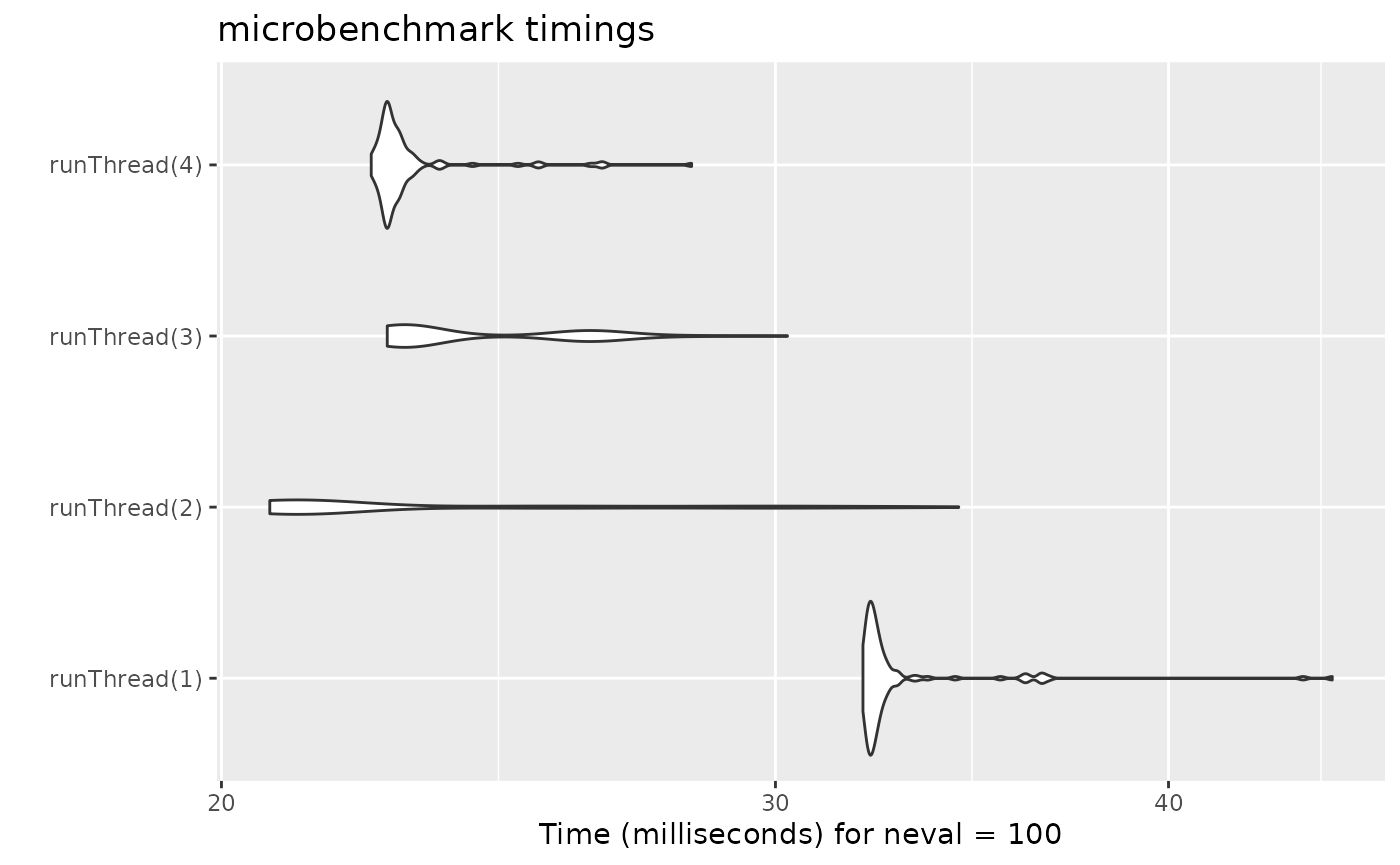 microbenchmark timings
runThread(4)
runThread(3)
runThread(2)
runThread(1)
20 30 40
Time (milliseconds) for neval = 100